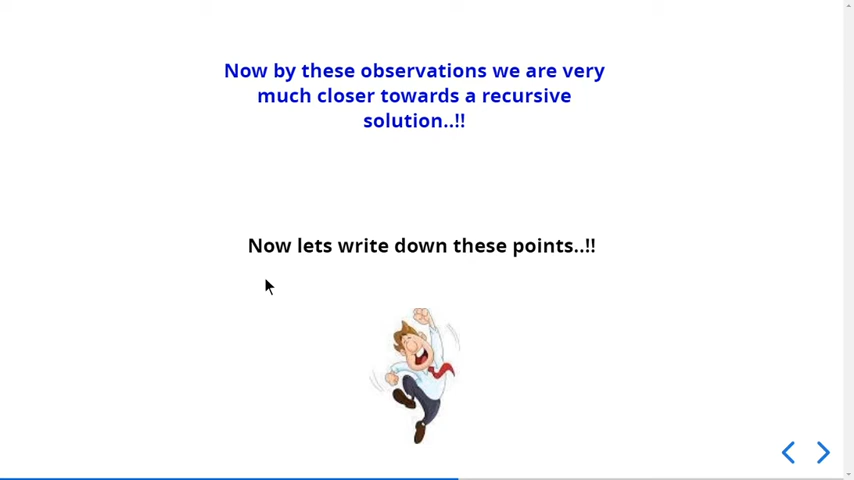 Now by these observations we are very
much closer towards a recursive
solution..!!
Now lets write down these points..!!